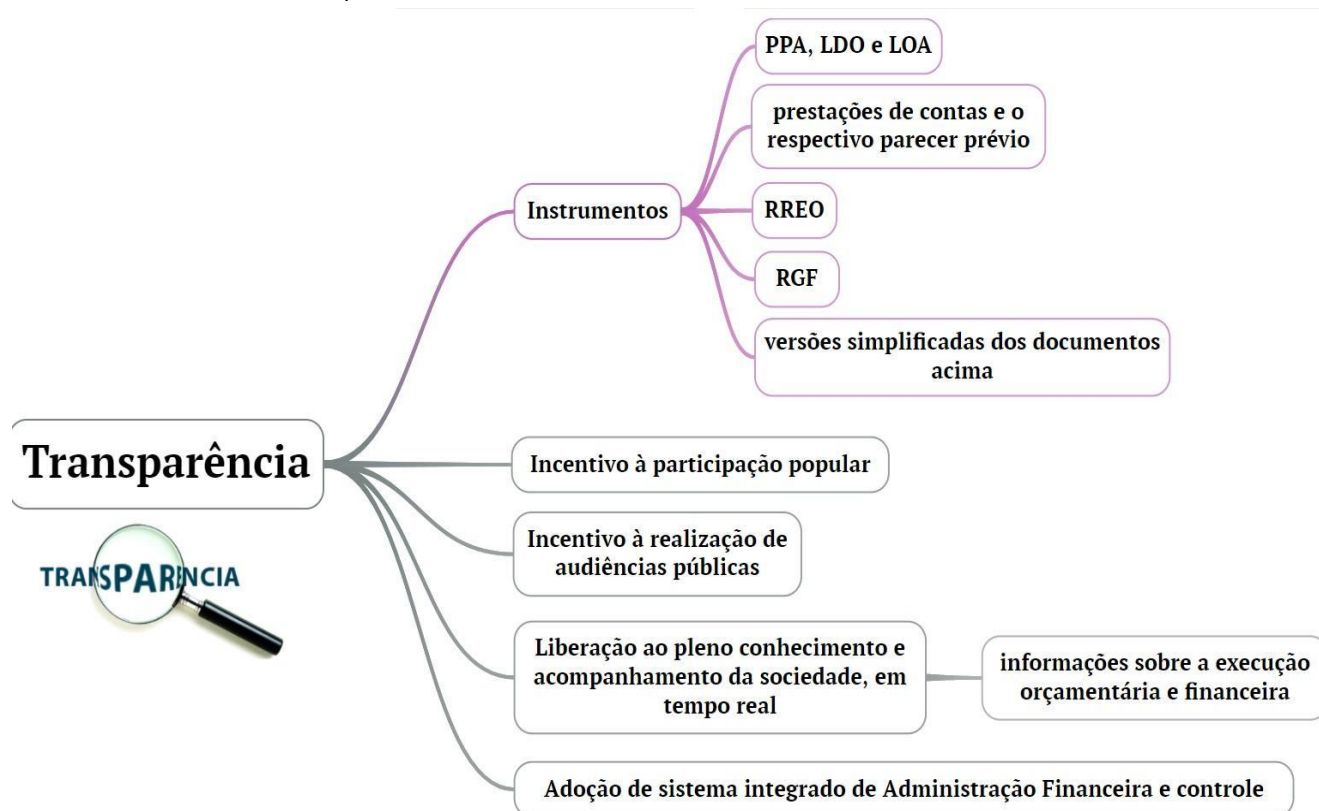 PPA, LDO e LOA
prestações de contas e o
respectivo parecer prévio
Instrumentos
RREO
RGF
versões simplificadas dos documentos
acima
Transparência
TRANSPARENCIA
Incentivo à participação popular
Incentivo à realização de
audiências públicas
Liberação ao pleno conhecimento e
acompanhamento da sociedade, em
tempo real
informações sobre a execução
orçamentária e financeira
Adoção de sistema integrado de Administração Financeira e controle